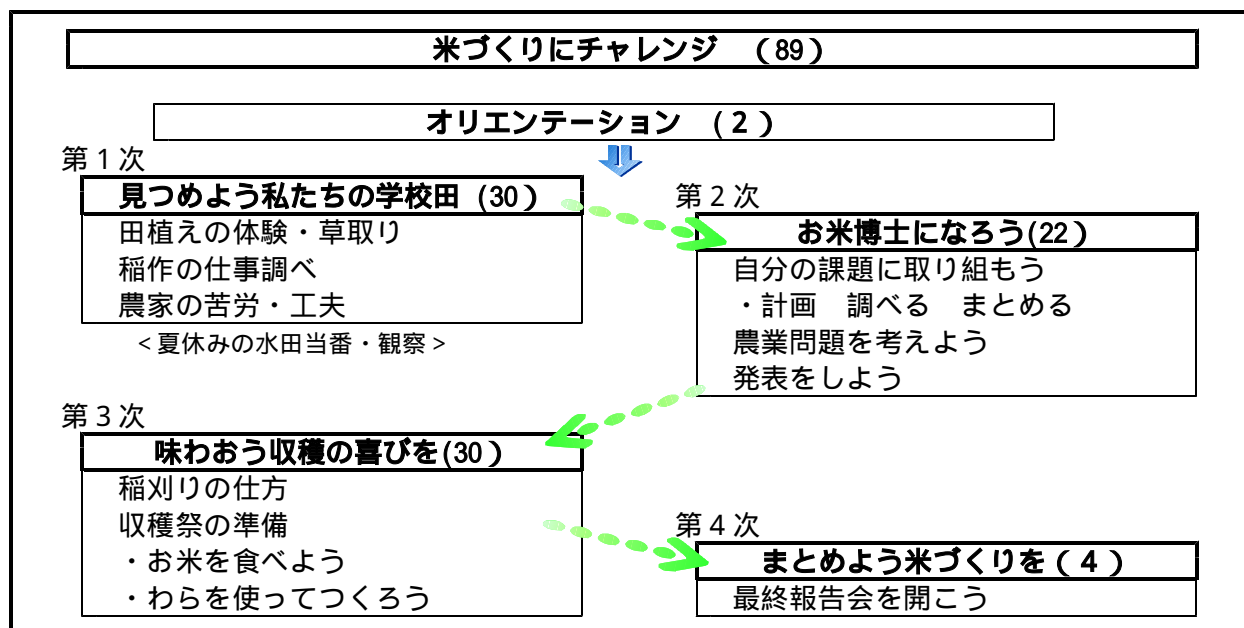 米づくりにチャレンジ （89）
オリエンテーション （2）
第１次
見つめよう私たちの学校田 (30）
田植えの体験・草取り
稲作の仕事調べ
農家の苦労・工夫
＜夏休みの水田当番・観察＞
第２次
お米博士になろう(22）
自分の課題に取り組もう
・計画　調べる　まとめる
農業問題を考えよう
発表をしよう
第３次
味わおう収穫の喜びを(30）
稲刈りの仕方
収穫祭の準備
・お米を食べよう
・わらを使ってつくろう
第４次
まとめよう米づくりを（４）
最終報告会を開こう